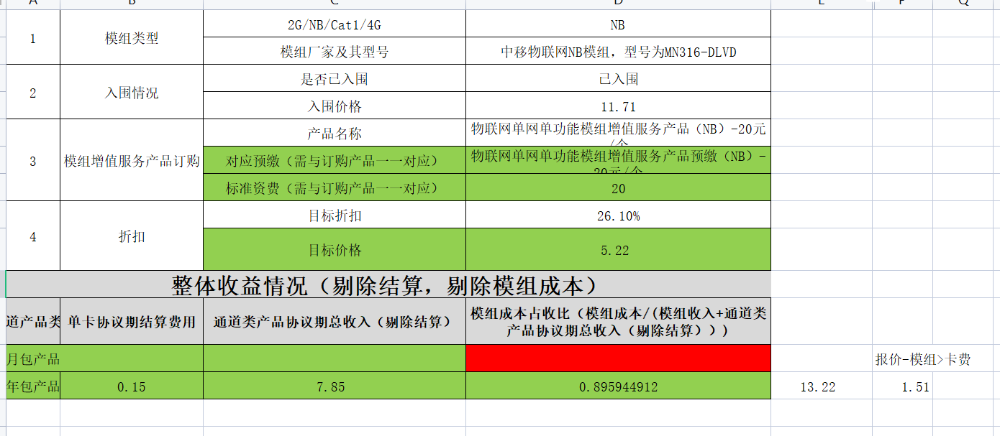 A B C D E P Q
1
模组类型
2G/NB/Cat1/4G
NB
模组厂家及其型号
中移物联网NB模组，型号为MN316-DLVD
2
入围情况
是否已入围
已入围
入围价格
11.71
3
模组增值服务产品订购
产品名称
物联网单网单功能模组增值服务产品（NB）-20元
/个
对应预缴（需与订购产品一一对应）
物联网单网单功能模组增值服务产品预缴（NB）-
20元/个
标准资费（需与订购产品一一对应）
20
4
折扣
目标折扣
26.10%
目标价格
5.22
整体收益情况（剔除结算，剔除模组成本）
道产品类
单卡协议期结算费用
通道类产品协议期总收入（剔除结算）
模组成本占收比（模组成本/(模组收入+通道类
产品协议期总收入（剔除结算）))
月包产品
报价-模组>卡费
年包产品
0.15
7.85
0.895944912
13.22
1.51